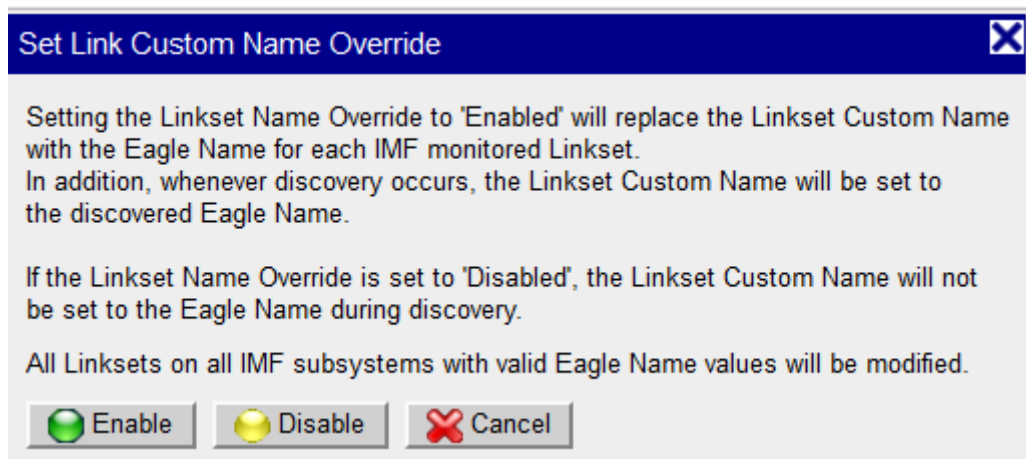 Set Link Custom Name Override
Setting the Linkset Name Override to 'Enabled' will replace the Linkset Custom Name
with the Eagle Name for each IMF monitored Linkset.
In addition, whenever discovery occurs, the Linkset Custom Name will be set to
the discovered Eagle Name.
If the Linkset Name Override is set to 'Disabled', the Linkset Custom Name will not
be set to the Eagle Name during discovery.
All Linksets on all IMF subsystems with valid Eagle Name values will be modified.
Enable Disable Cancel